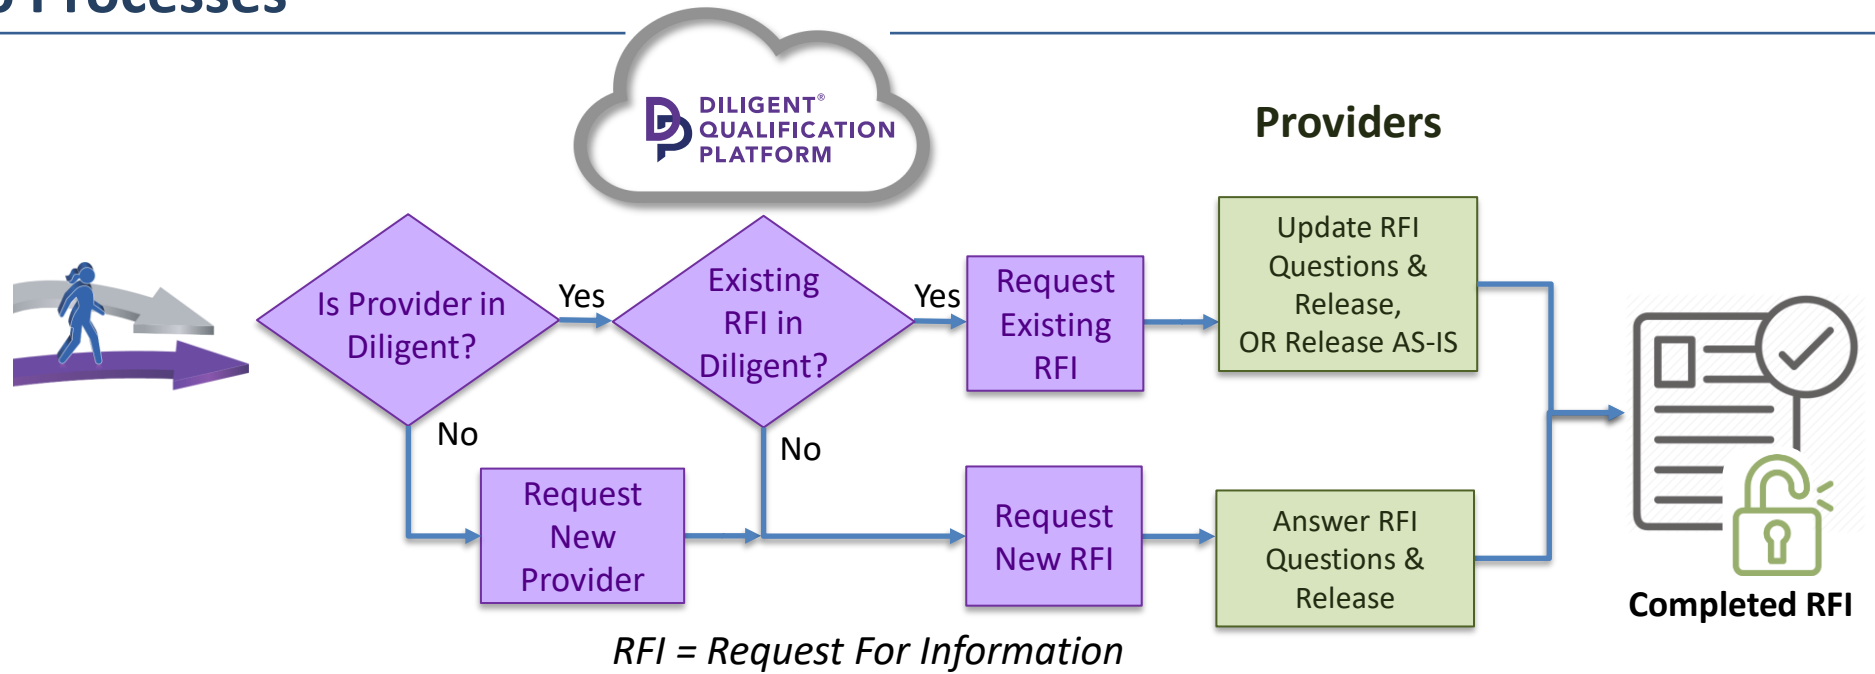 Processes
DILIGENT®
QUALIFICATION
PLATFORM
Providers
Is Provider in
Diligent?
Yes
No
Existing
RFI in
Diligent?
Yes
No
Request
Existing
RFI
Update RFI
Questions &
Release,
OR Release AS-IS
Request
New
Provider
Request
New RFI
Answer RFI
Questions &
Release
Completed RFI
RFI = Request For Information